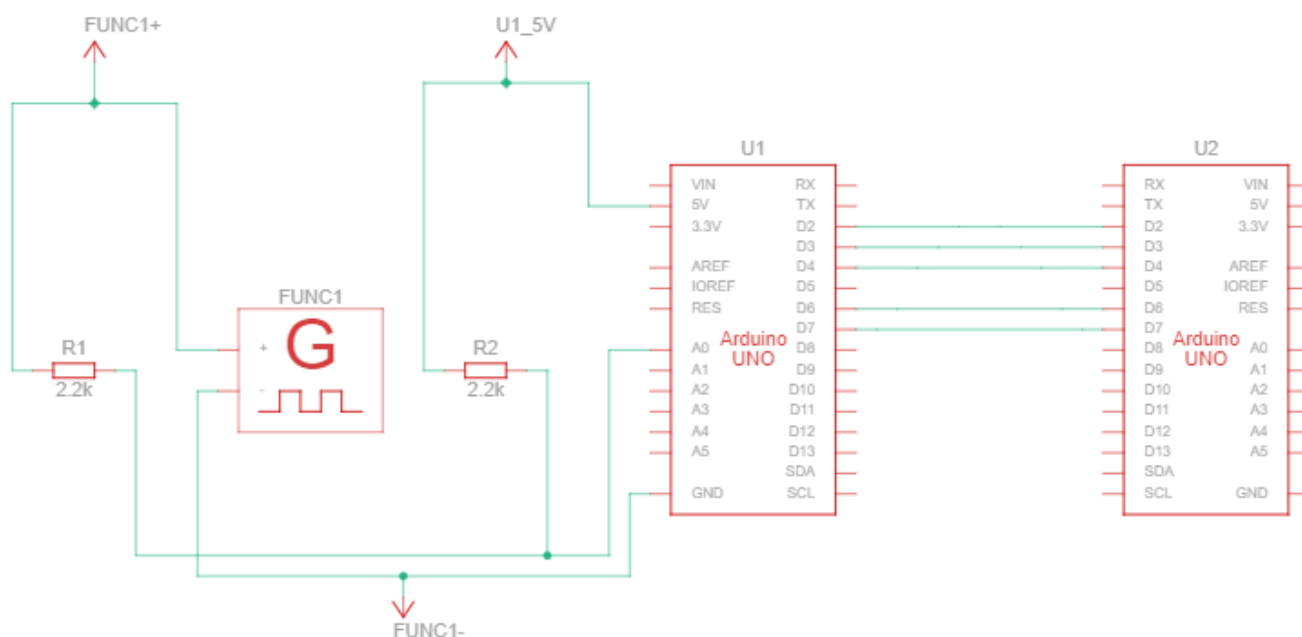 FUNC1+
U1_5V
U1
U2
VIN RX
5V TX
3.3V D2
D3
AREF D4
IOREF D5
RES D6
D7
Arduino
UNO
A0 D8
A1 D9
A2 D10
A3 D11
A4 D12
A5 D13
SDA
GND SCL
RX VIN
TX 5V
D2 3.3V
D3
D4 AREF
D5 IOREF
D6 RES
D7
Arduino
UNO
D8 A0
D9 A1
D10 A2
D11 A3
D12 A4
D13 A5
SDA
SCL GND
FUNC1
+
G
-
R1
2.2k
R2
2.2k
FUNC1-